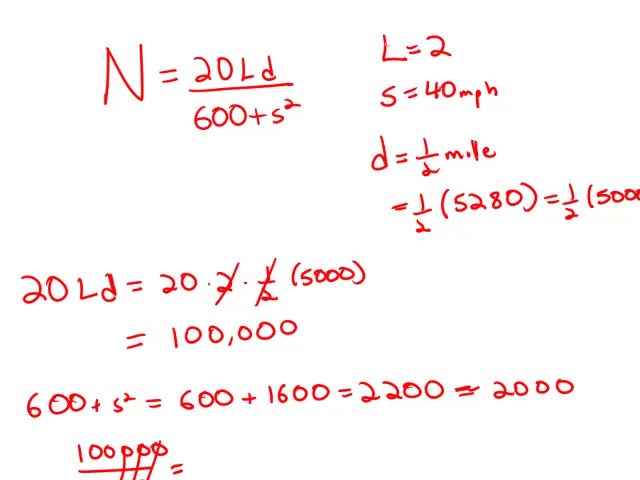 N = 20Ld / 600+s²
L = 2
s = 40mph
d = 1/2 mile
= 1/2 (5280) = 1/2 (5000
20Ld = 20 · 2 · 1/2 (5000)
= 100,000
600 + s² = 600 + 1600 = 2200 = 2000
100000 =